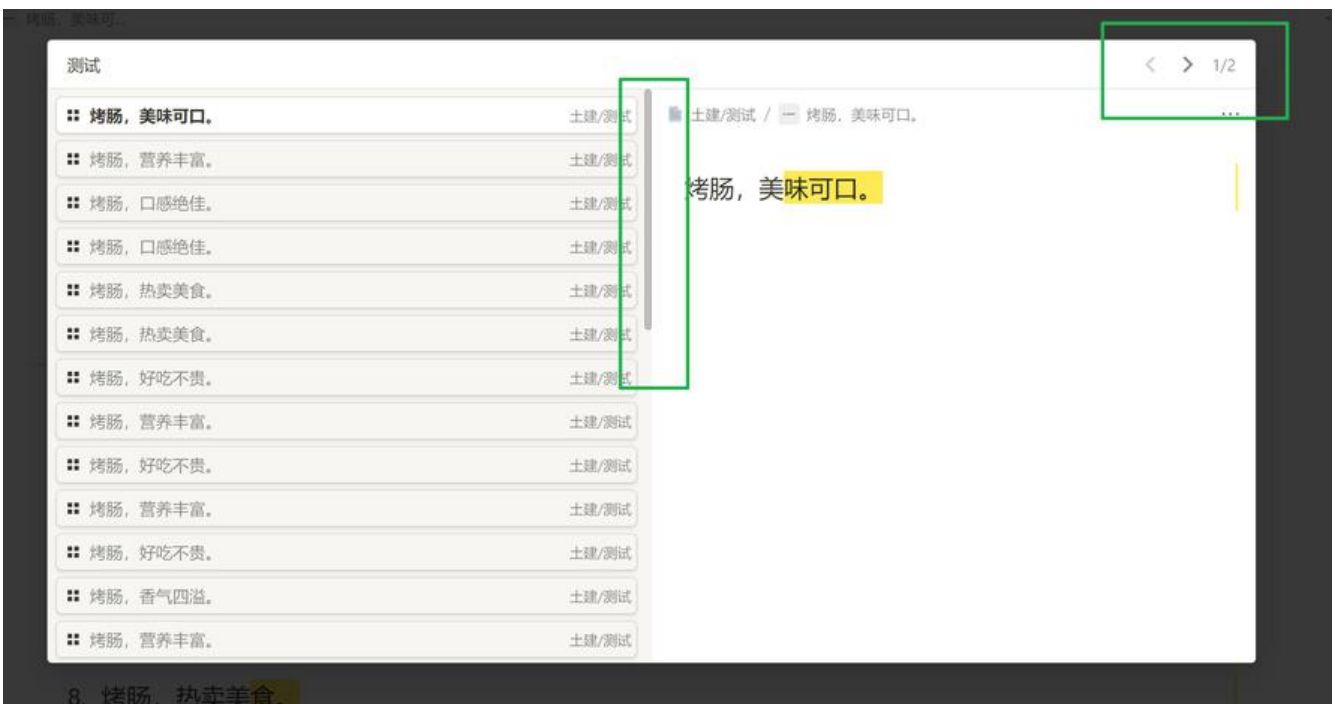 烤肠，美味可...
测试
1/2
烤肠，美味可口。 土建/测试
烤肠，营养丰富。 土建/测试
烤肠，口感绝佳。 土建/测试
烤肠，口感绝佳。 土建/测试
烤肠，热卖美食。 土建/测试
烤肠，热卖美食。 土建/测试
烤肠，好吃不贵。 土建/测试
烤肠，营养丰富。 土建/测试
烤肠，好吃不贵。 土建/测试
烤肠，营养丰富。 土建/测试
烤肠，好吃不贵。 土建/测试
烤肠，香气四溢。 土建/测试
烤肠，营养丰富。 土建/测试
土建/测试 / 烤肠，美味可口。
烤肠，美味可口。
8. 烤肠，热卖美食。